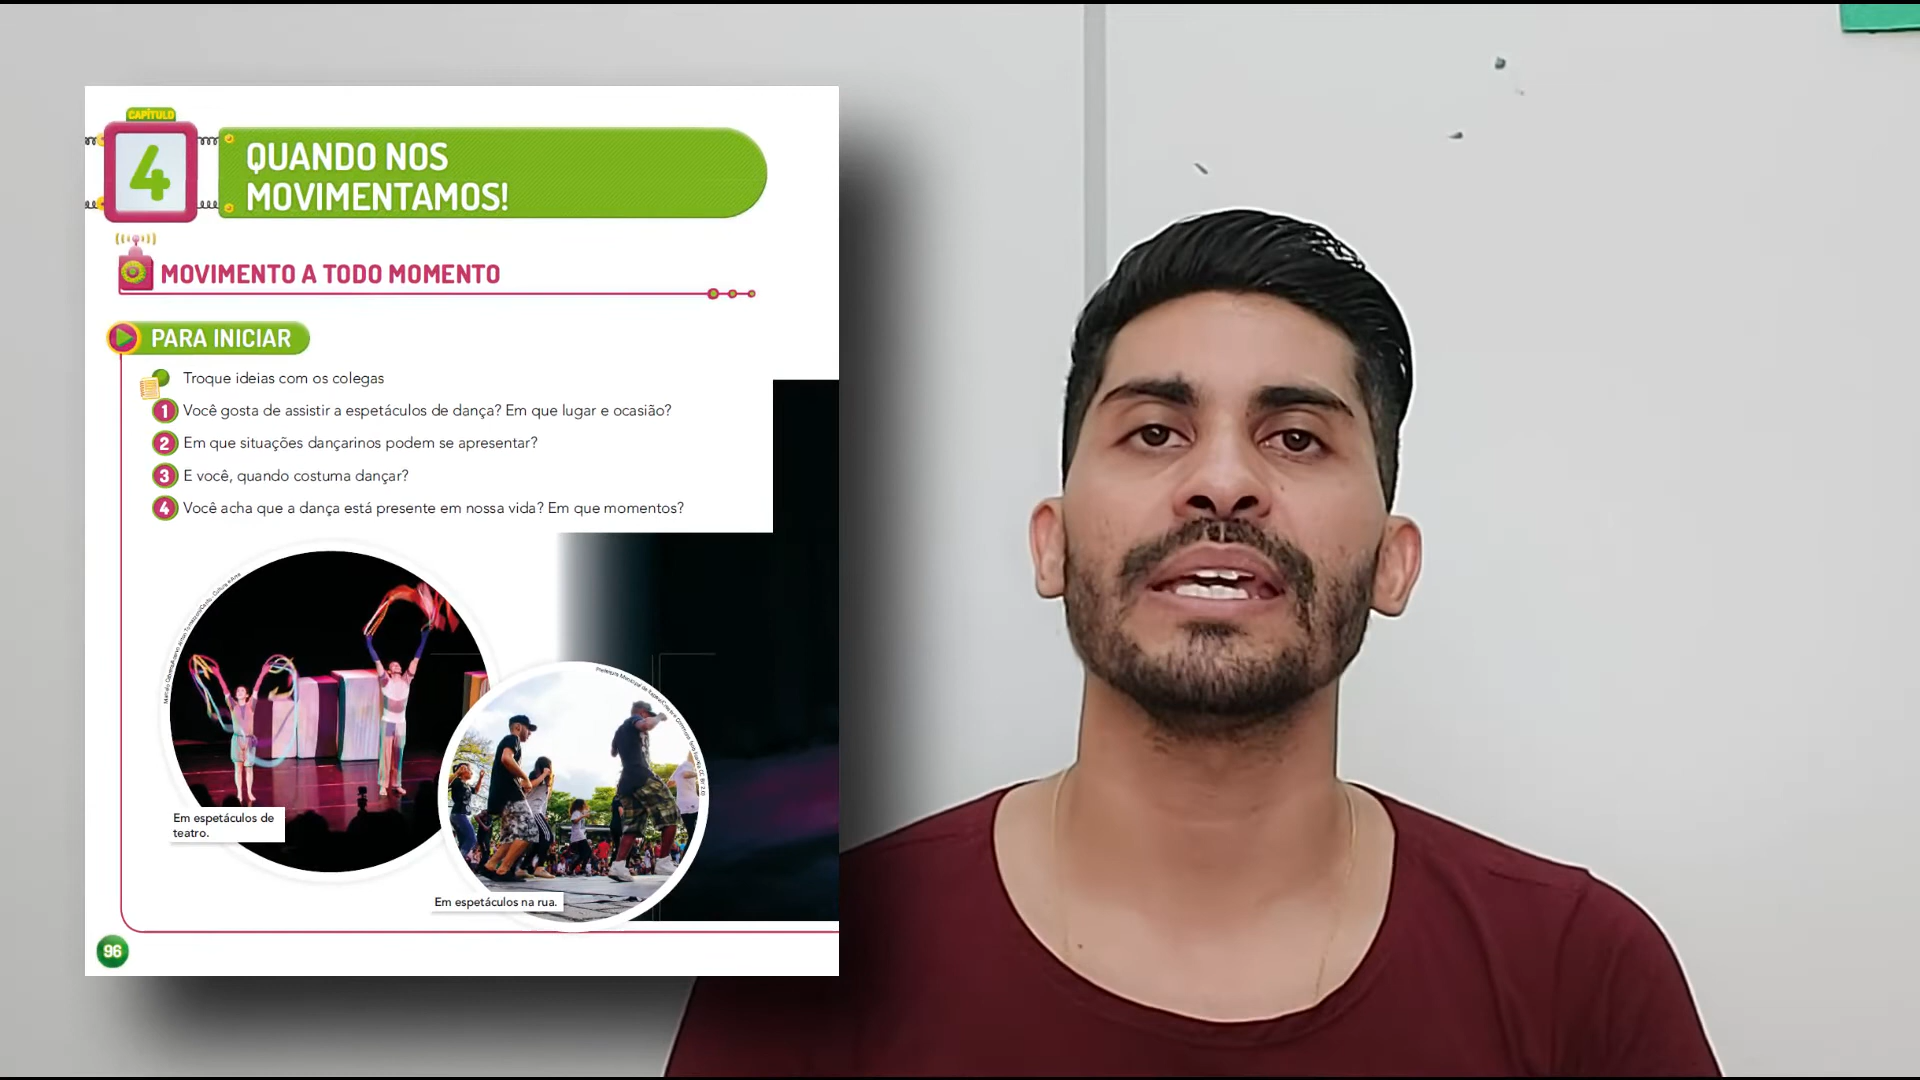 CAPÍTULO
4
QUANDO NOS
MOVIMENTAMOS!
MOVIMENTO A TODO MOMENTO
PARA INICIAR
Troque ideias com os colegas
1 Você gosta de assistir a espetáculos de dança? Em que lugar e ocasião?
2 Em que situações dançarinos podem se apresentar?
3 E você, quando costuma dançar?
4 Você acha que a dança está presente em nossa vida? Em que momentos?
Em espetáculos de
teatro.
Em espetáculos na rua.
96